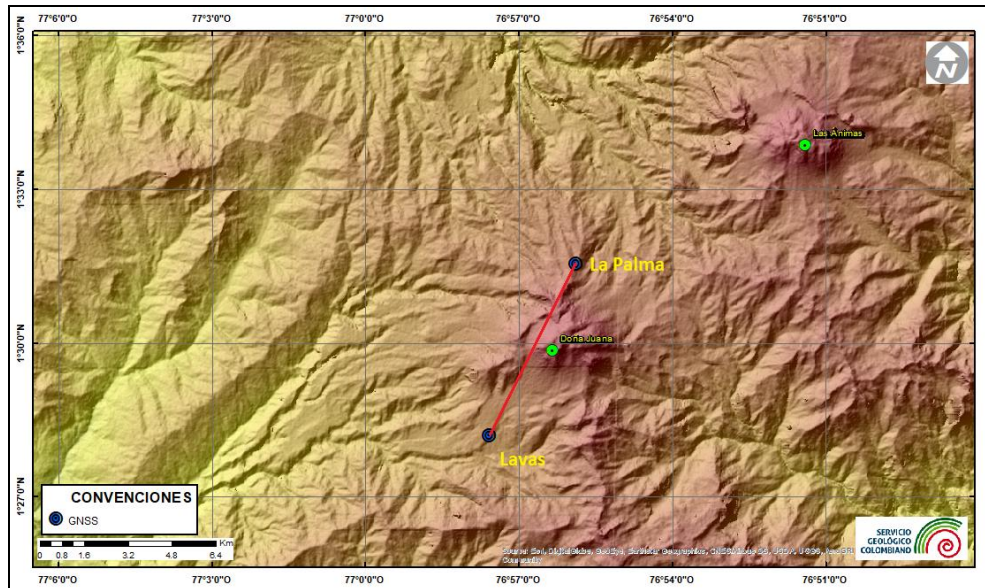 77°6'0"O 77°3'0"O 77°0'0"O 76°57'0"O 76°54'0"O 76°51'0"O
1°36'0"N
N
Las Ánimas
1°33'0"N
La Palma
1°30'0"N
Doña Juana
Lavas
1°27'0"N
CONVENCIONES
GNSS
Km
0 0.8 1.6 3.2 4.8 6.4
SERVICIO
GEOLÓGICO
COLOMBIANO
Community
77°6'0"O 77°3'0"O 77°0'0"O 76°57'0"O 76°54'0"O 76°51'0"O